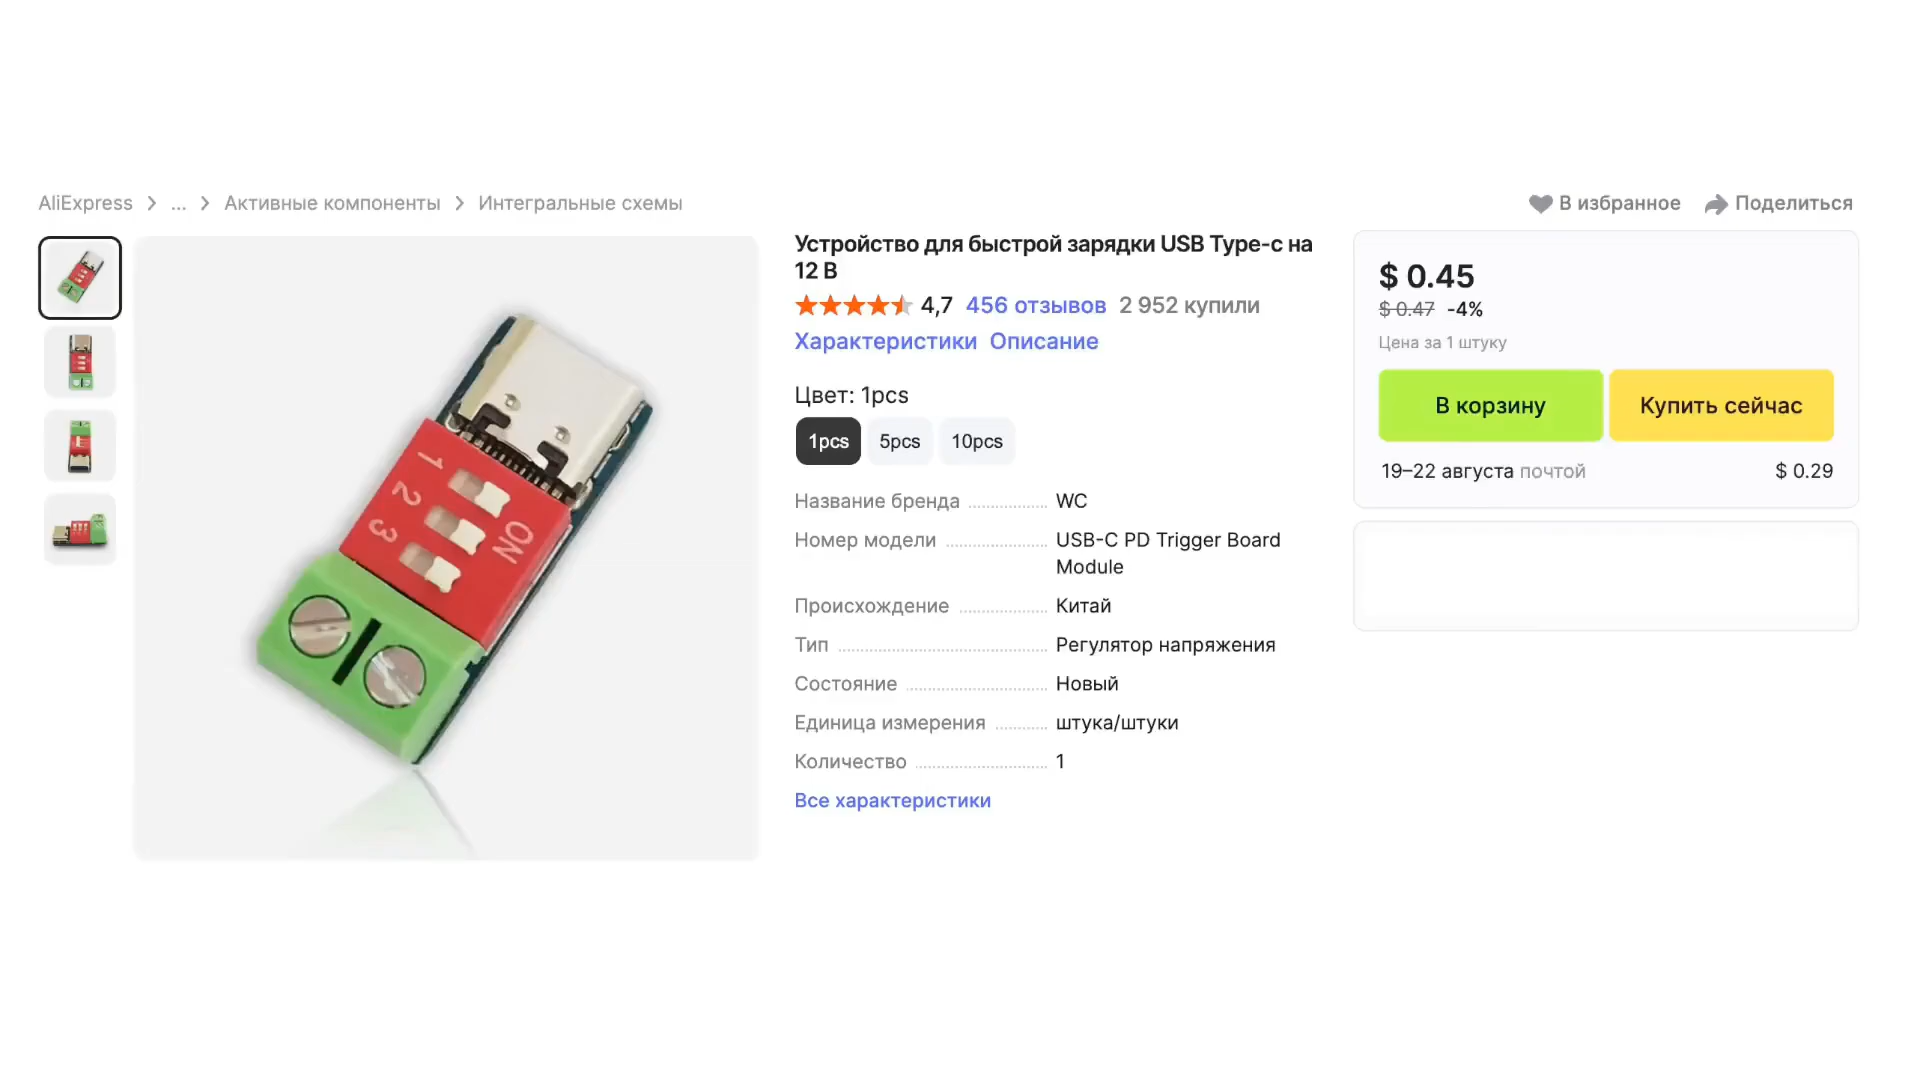 AliExpress > ... > Активные компоненты > Интегральные схемы
В избранное
Поделиться
1
2
3
ON
Устройство для быстрой зарядки USB Type-c на
12 В
4,7 456 отзывов 2 952 купили
Характеристики Описание
Цвет: 1pcs
1pcs 5pcs 10pcs
Название бренда WC
Номер модели USB-C PD Trigger Board
Module
Происхождение Китай
Тип Регулятор напряжения
Состояние Новый
Единица измерения штука/штуки
Количество 1
Все характеристики
$ 0.45
$ 0.47 -4%
Цена за 1 штуку
В корзину Купить сейчас
19–22 августа почтой $ 0.29